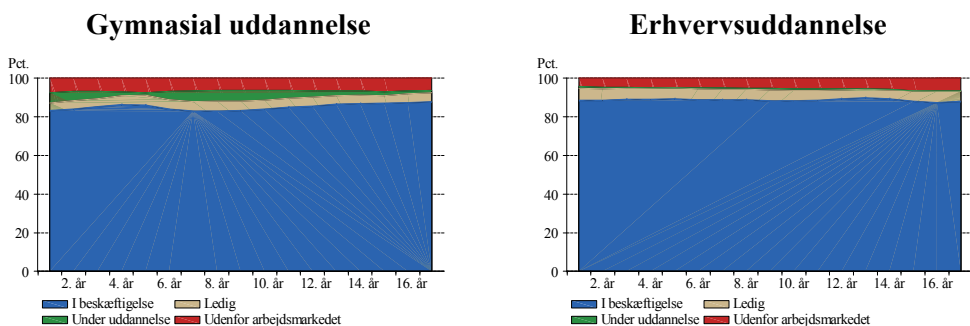 Gymnasial uddannelse
Pct.
100
80
60
40
20
0
2. år 4. år 6. år 8. år 10. år 12. år 14. år 16. år
I beskæftigelse Ledig
Under uddannelse Udenfor arbejdsmarkedet
Erhvervsuddannelse
Pct.
100
80
60
40
20
0
2. år 4. år 6. år 8. år 10. år 12. år 14. år 16. år
I beskæftigelse Ledig
Under uddannelse Udenfor arbejdsmarkedet